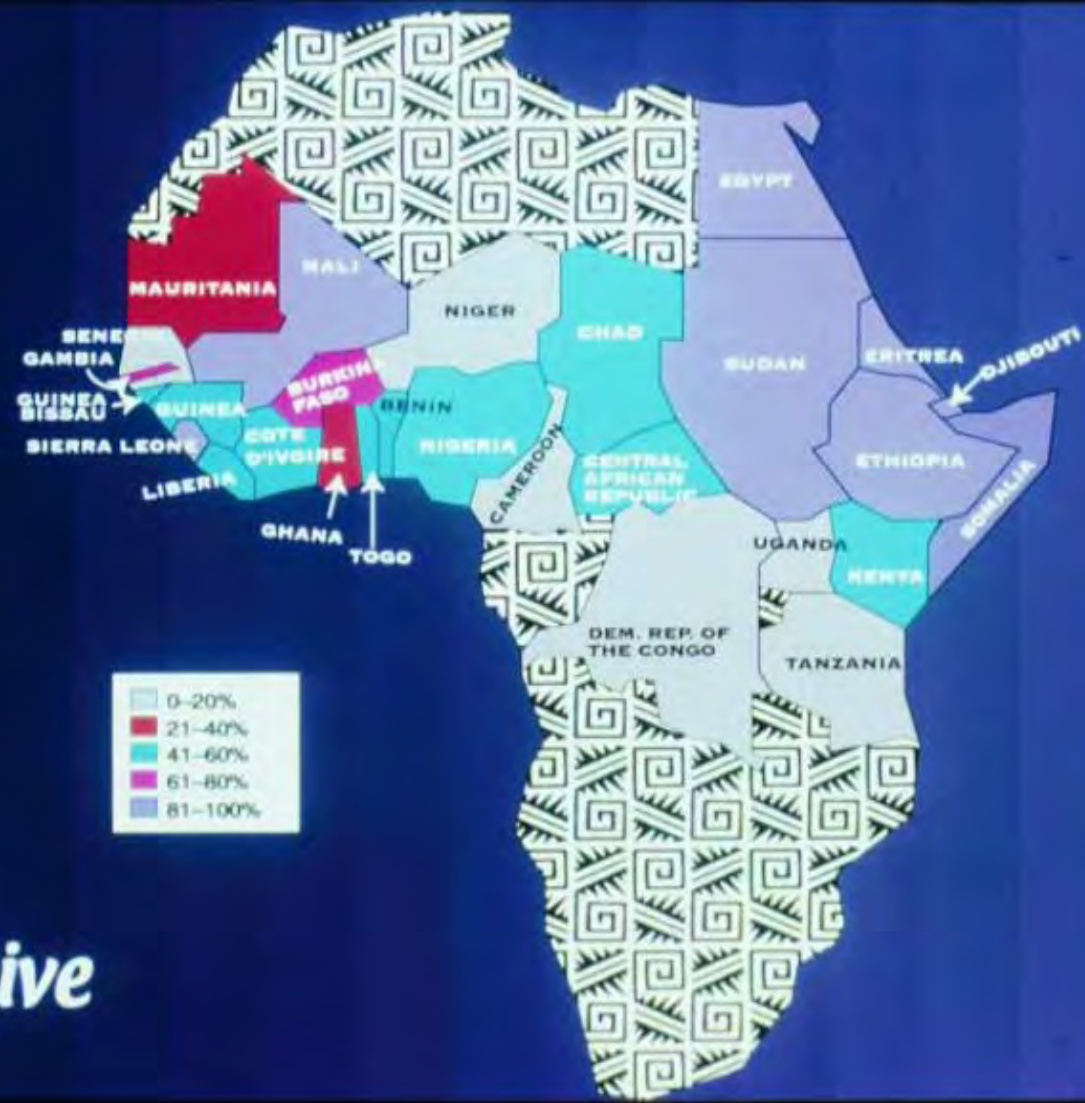 EGYPT
MALI
MAURITANIA
NIGER
CHAD
SUDAN
ERITREA
DJIBOUTI
GAMBIA
GUINEA
BISSAU
GUINEA
BURKINA
FASO
BENIN
SIERRA LEONE
COTE
D'IVOIRE
NIGERIA
CAMEROON
CENTRAL
AFRICAN
REPUBLIC
ETHIOPIA
SOMALIA
LIBERIA
GHANA
TOGO
UGANDA
KENYA
DEM. REP. OF
THE CONGO
TANZANIA
0–20%
21–40%
41–60%
61–80%
81–100%
ive